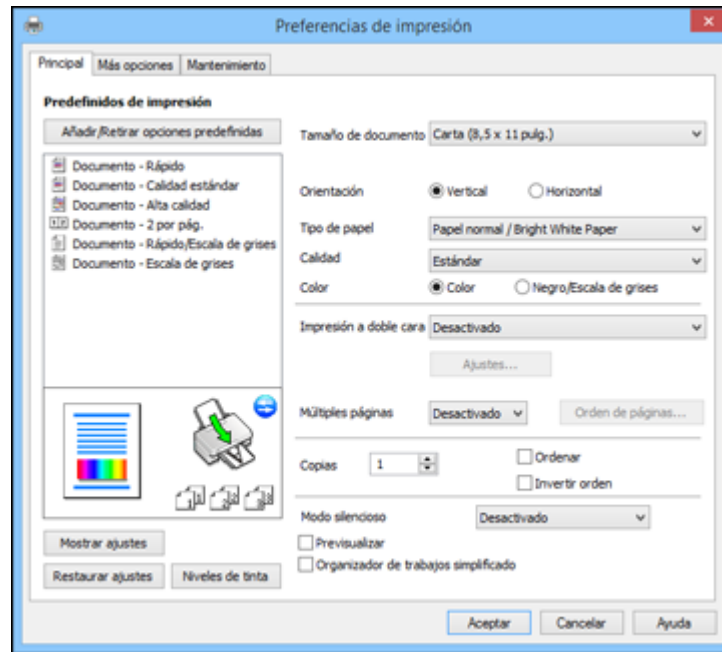 Preferencias de impresión
Principal
Más opciones
Mantenimiento
Predefinidos de impresión
Añadir/Retirar opciones predefinidas
Documento - Rápido
Documento - Calidad estándar
Documento - Alta calidad
Documento - 2 por pág.
Documento - Rápido/Escala de grises
Documento - Escala de grises
Mostrar ajustes
Restaurar ajustes
Niveles de tinta
Tamaño de documento
Carta (8,5 x 11 pulg.)
Orientación
Vertical
Horizontal
Tipo de papel
Papel normal / Bright White Paper
Calidad
Estándar
Color
Color
Negro/Escala de grises
Impresión a doble cara
Desactivado
Ajustes...
Múltiples páginas
Desactivado
Orden de páginas...
Copias
1
Ordenar
Invertir orden
Modo silencioso
Desactivado
Previsualizar
Organizador de trabajos simplificado
Aceptar
Cancelar
Ayuda